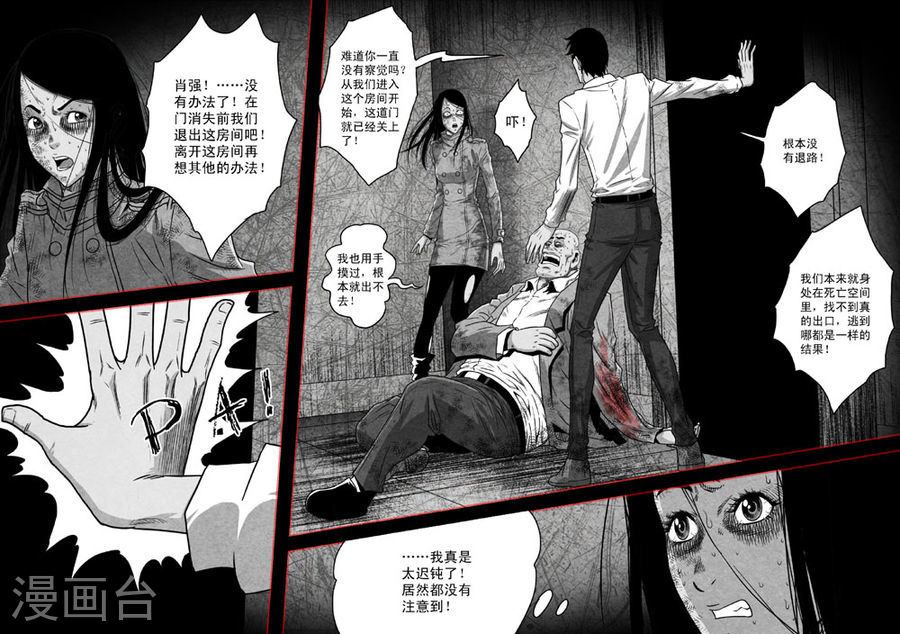 肖强！……没
有办法了！在
门消失前我们
退出这房间吧！
离开这房间再
想其他的办法！
PA!
难道你一直
没有察觉吗？
从我们进入
这个房间开
始，这道门
就已经关上
了！
吓！
我也用手
摸过，根
本就出不
去！
根本没
有退路！
我们本来就身
处在死亡空间
里，找不到真
的出口，逃到
哪都是一样的
结果！
……我真是
太迟钝了！
居然都没有
注意到！
漫画台